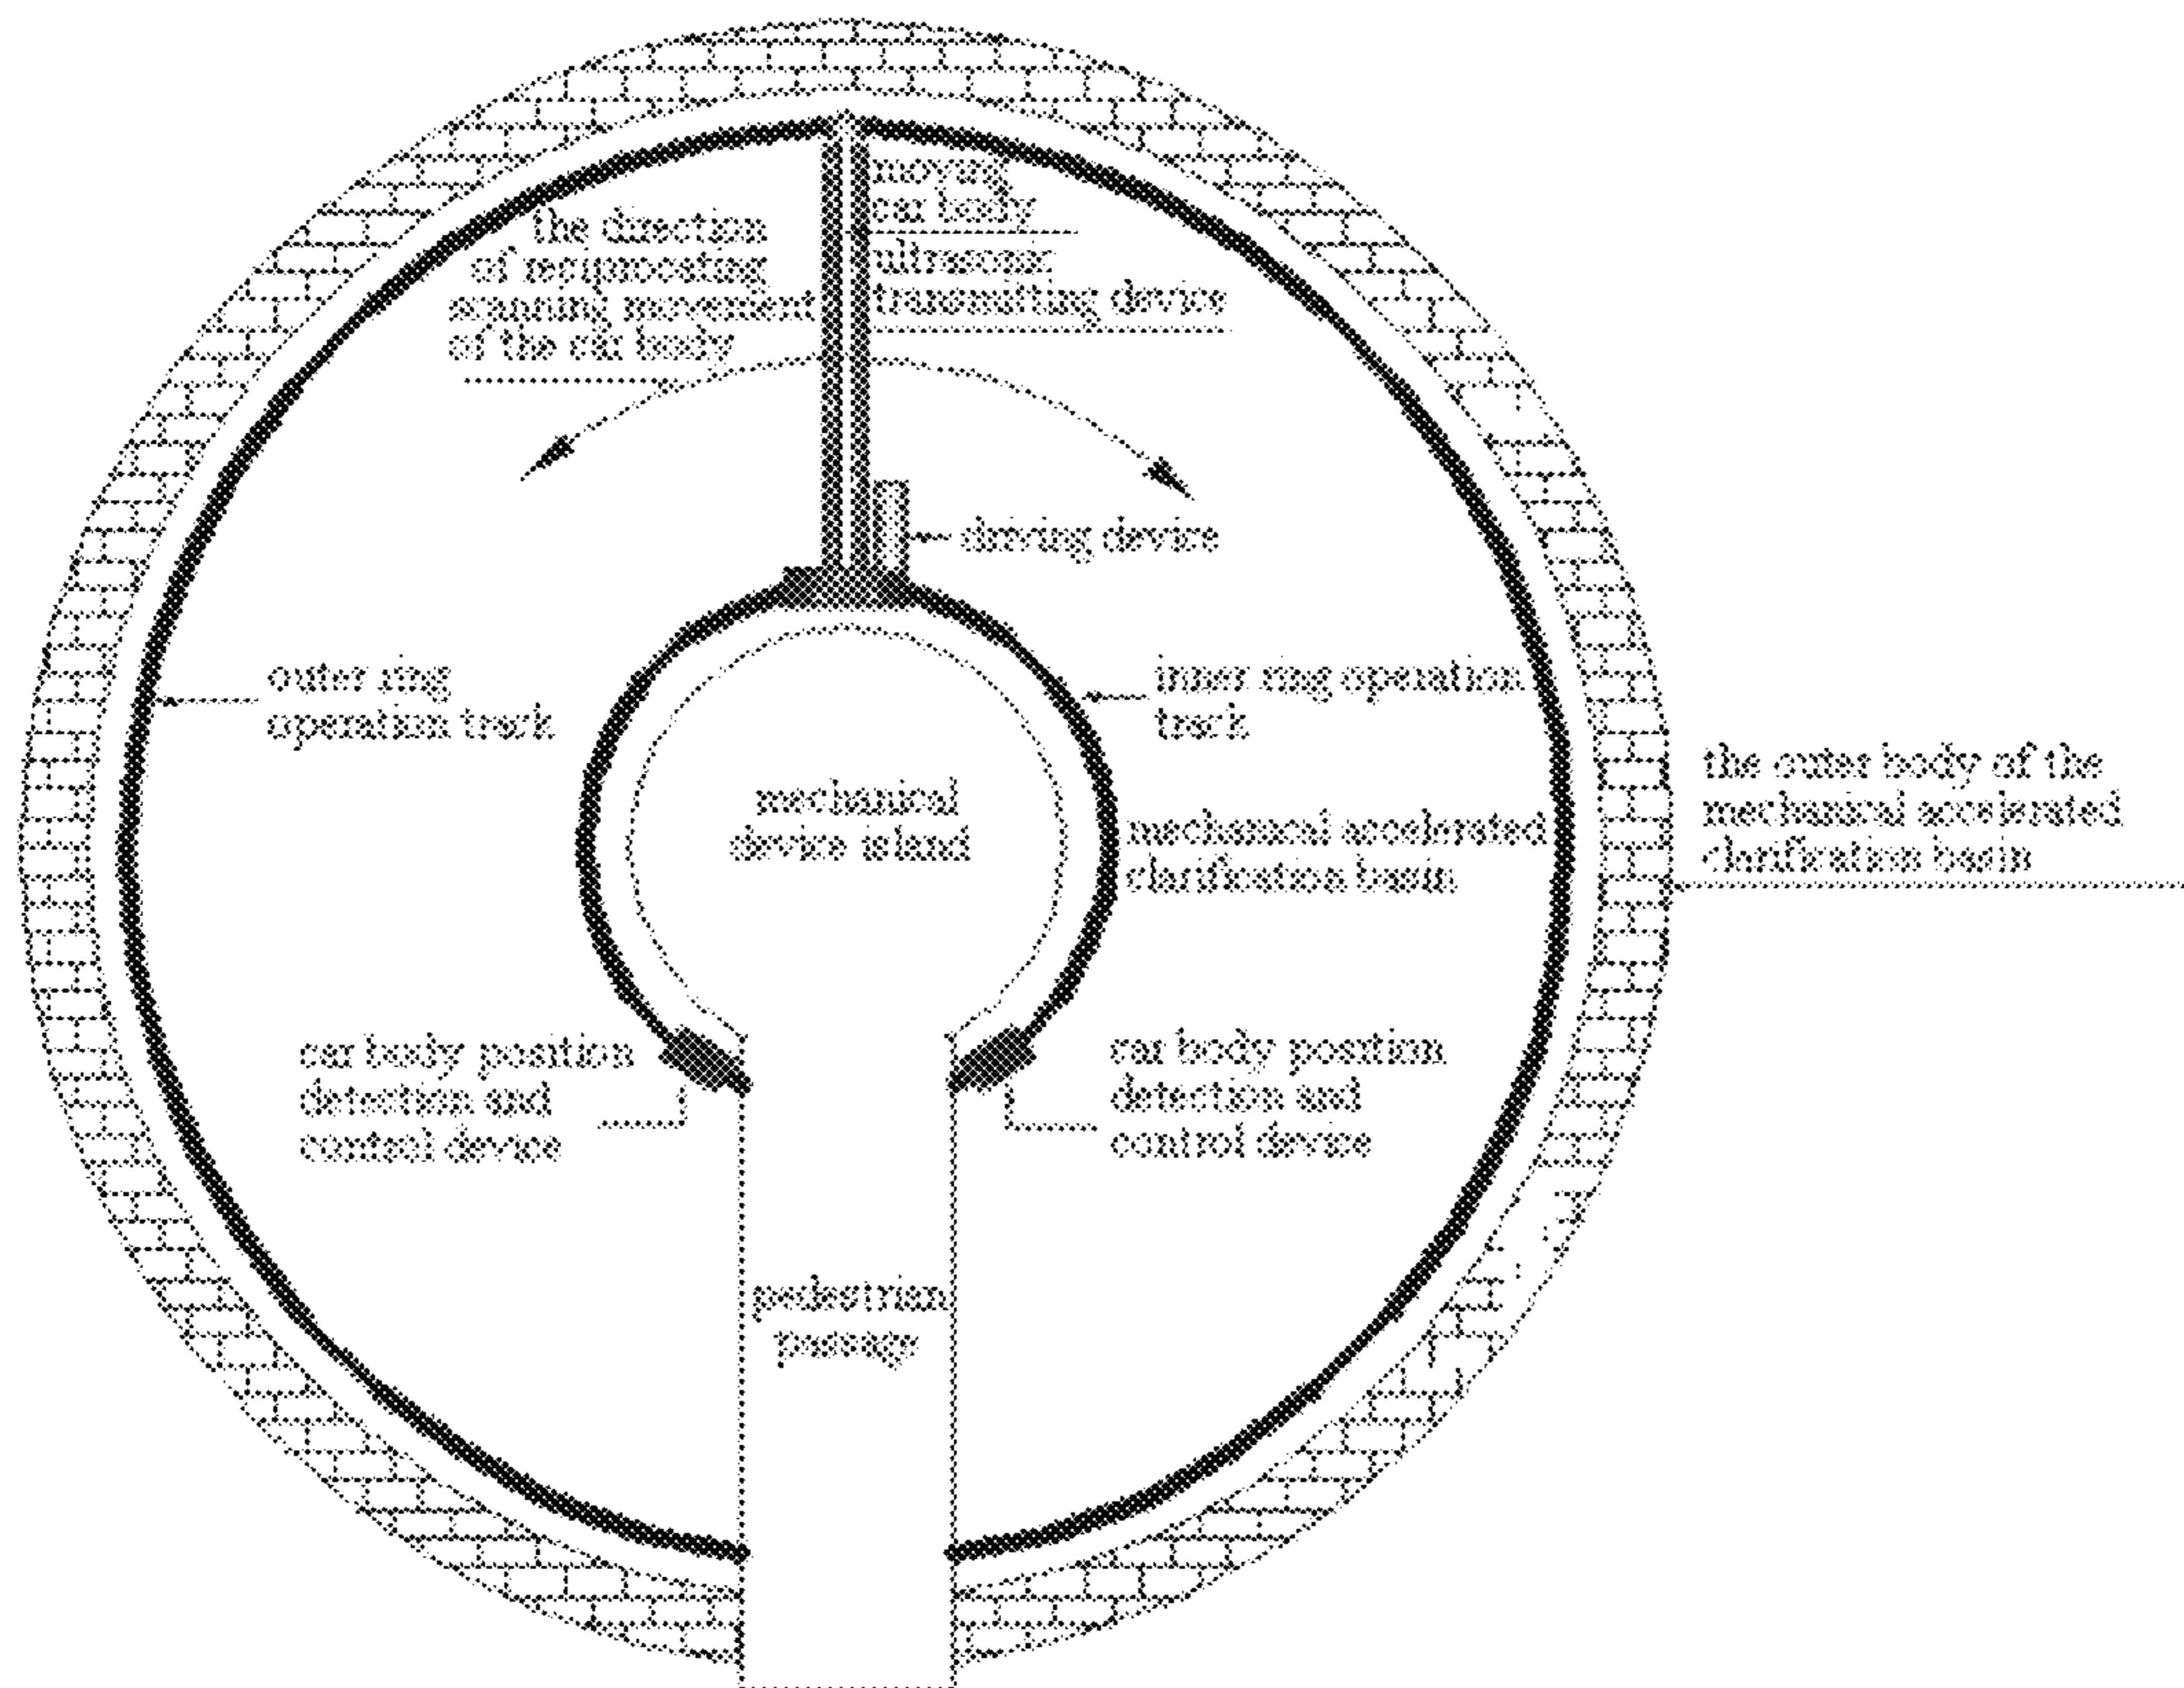 moving
car body
the direction
of reciprocating
scanning movement
of the car body
ultrasonic
transmitting device
driving device
outer ring
operation track
inner ring operation
track
mechanical
device island
mechanical accelerated
clarification basin
the outer body of the
mechanical accelerated
clarification basin
car body position
detection and
control device
car body position
detection and
control device
pedestrian
passagy